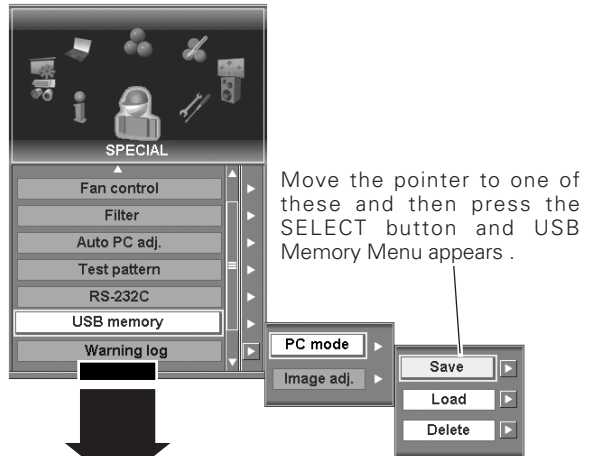 SPECIAL
Fan control
Filter
Auto PC adj.
Test pattern
RS-232C
USB memory
Warning log
Move the pointer to one of
these and then press the
SELECT button and USB
Memory Menu appears .
PC mode
Image adj.
Save
Load
Delete